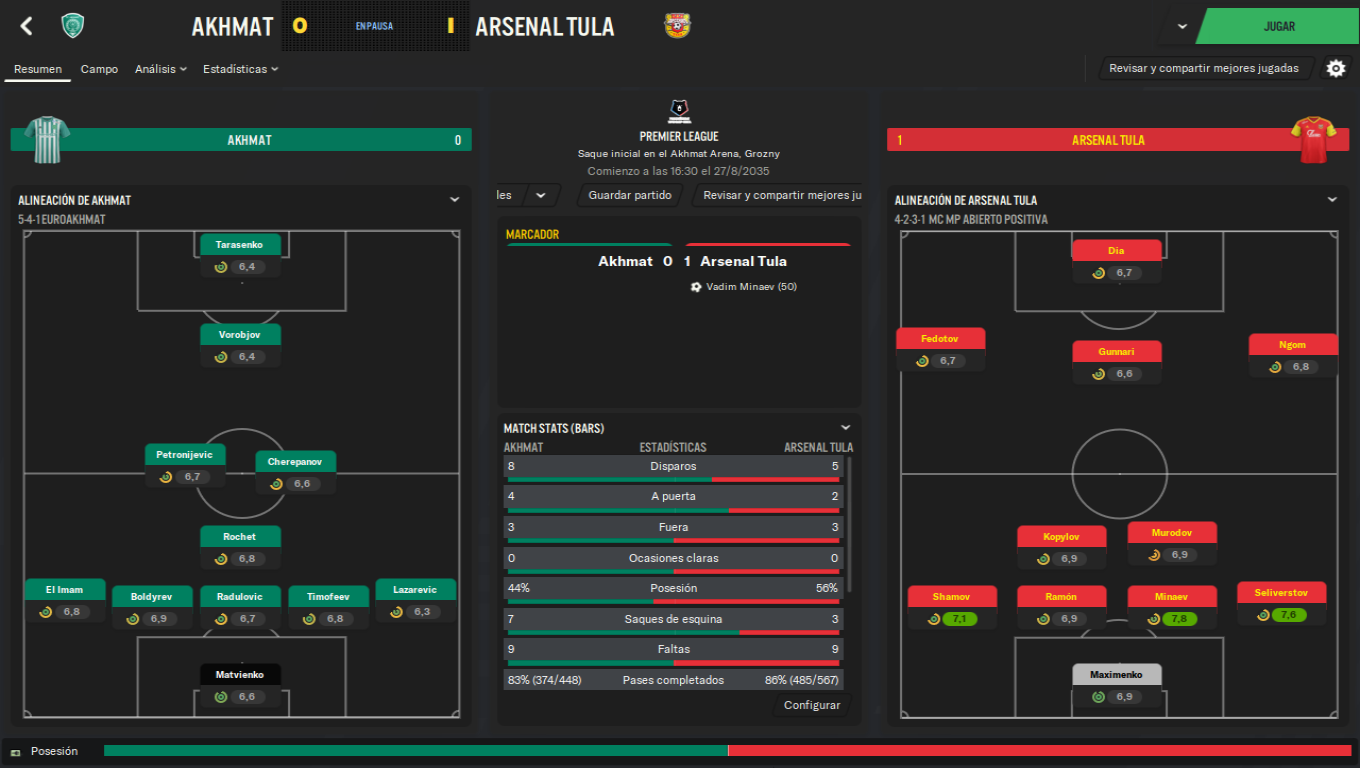 AKHMAT 0 EN PAUSA 1 ARSENAL TULA
JUGAR
Resumen Campo Análisis Estadísticas
Revisar y compartir mejores jugadas
AKHMAT 0
PREMIER LEAGUE
Saque inicial en el Akhmat Arena, Grozny
Comienzo a las 16:30 el 27/8/2035
les Guardar partido Revisar y compartir mejores ju
1 ARSENAL TULA
ALINEACIÓN DE AKHMAT
5-4-1 EUROAKHMAT
Tarasenko
6,4
Vorobjov
6,4
Petronijevic
6,7
Cherepanov
6,6
Rochet
6,8
El Imam
6,8
Boldyrev
6,9
Radulovic
6,7
Timofeev
6,8
Lazarevic
6,3
Matvienko
6,6
MARCADOR
Akhmat 0 1 Arsenal Tula
Vadim Minaev (50)
MATCH STATS (BARS)
AKHMAT ESTADÍSTICAS ARSENAL TULA
8 Disparos 5
4 A puerta 2
3 Fuera 3
0 Ocasiones claras 0
44% Posesión 56%
7 Saques de esquina 3
9 Faltas 9
83% (374/448) Pases completados 86% (485/567)
Configurar
ALINEACIÓN DE ARSENAL TULA
4-2-3-1 MC MP ABIERTO POSITIVA
Dia
6,7
Fedotov
6,7
Gunnari
6,6
Ngom
6,8
Kopylov
6,9
Murodov
6,9
Shamov
7,1
Ramón
6,9
Minaev
7,8
Seliverstov
7,6
Maximenko
6,9
Posesión